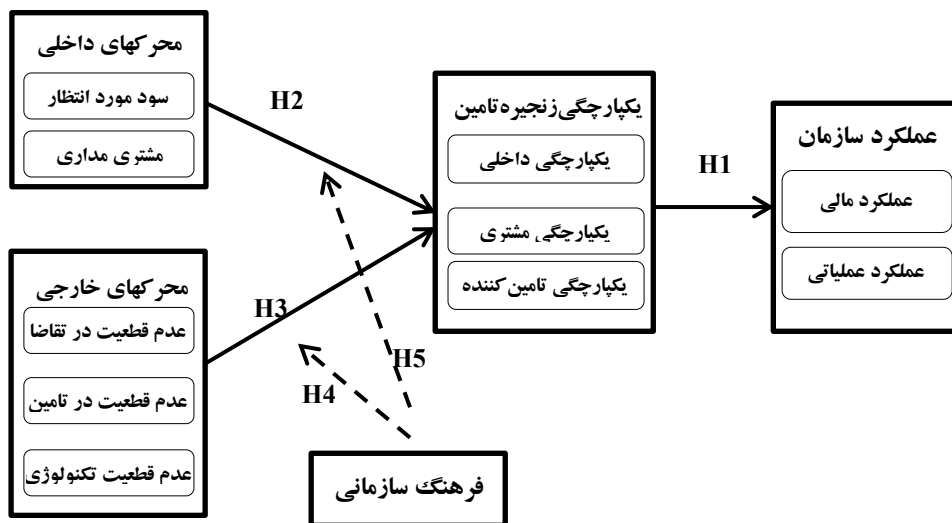 محرکهای داخلی
سود مورد انتظار
مشتری مداری
H2
یکپارچگی زنجیره تامین
یکپارچگی داخلی
یکپارچگی مشتری
یکپارچگی تامین کننده
H1
عملکرد سازمان
عملکرد مالی
عملکرد عملیاتی
محرکهای خارجی
عدم قطعیت در تقاضا
عدم قطعیت در تامین
عدم قطعیت تکنولوژی
H3
H5
H4
فرهنگ سازمانی